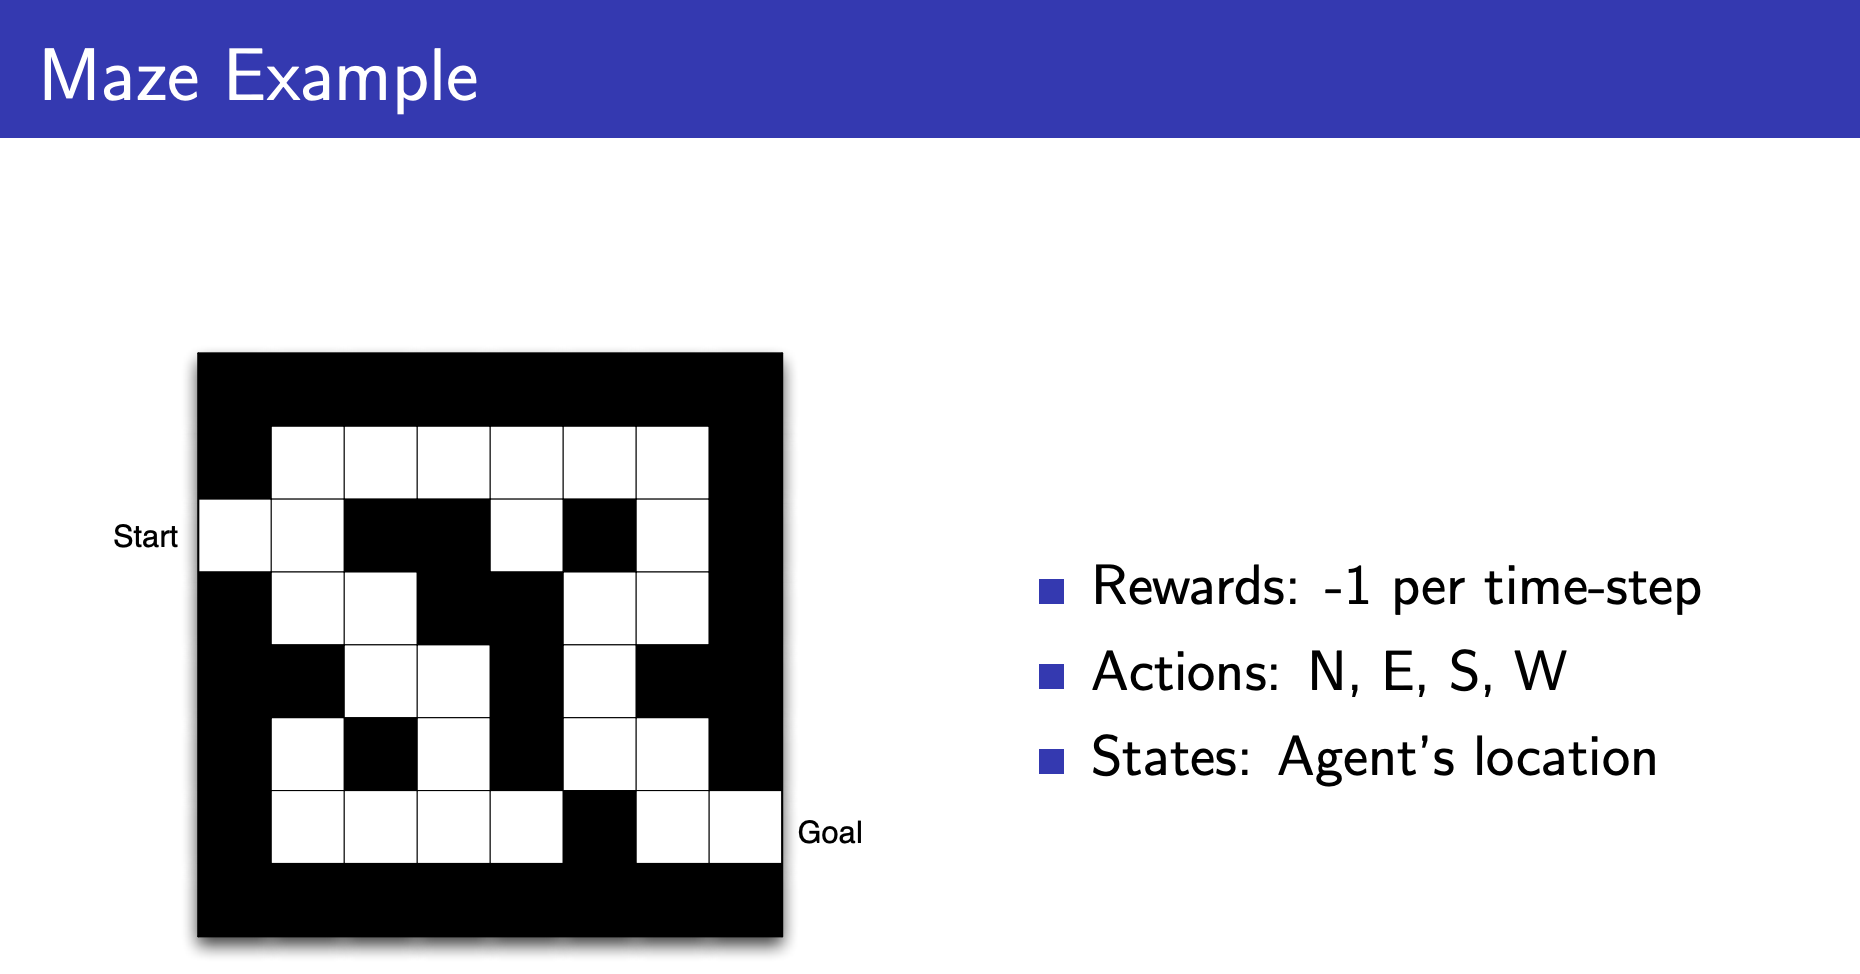 Maze Example
Start
Rewards: -1 per time-step
Actions: N, E, S, W
States: Agent's location
Goal